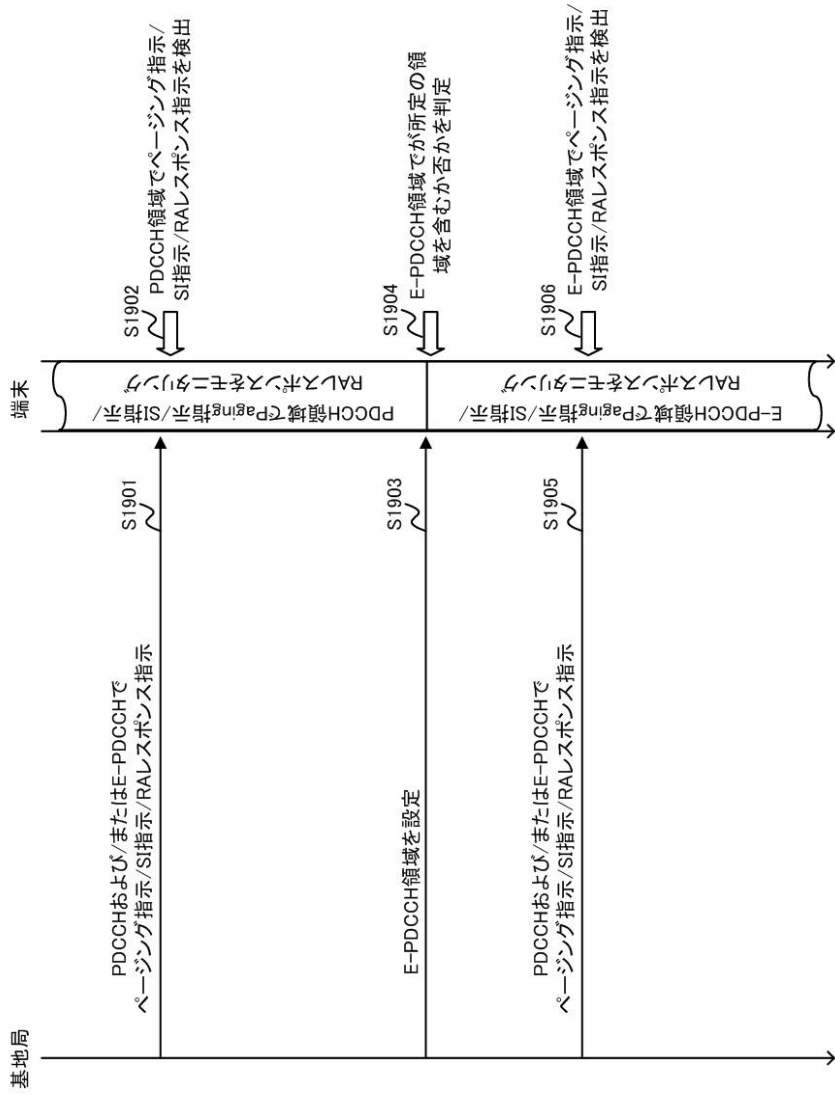 基地局
端末
PDCCHおよび/またはE-PDCCHで
ページング指示/SI指示/RAレスポンス指示
S1901
S1902
PDCCH領域でページング指示/
SI指示/RAレスポンス指示を検出
PDCCH領域でPaging指示/SI指示/
RAレスポンスをモニタリング
E-PDCCH領域を設定
S1903
S1904
E-PDCCH領域でが所定の領
域を含むか否かを判定
PDCCHおよび/またはE-PDCCHで
ページング指示/SI指示/RAレスポンス指示
S1905
S1906
E-PDCCH領域でページング指示/
SI指示/RAレスポンス指示を検出
E-PDCCH領域でPaging指示/SI指示/
RAレスポンスをモニタリング